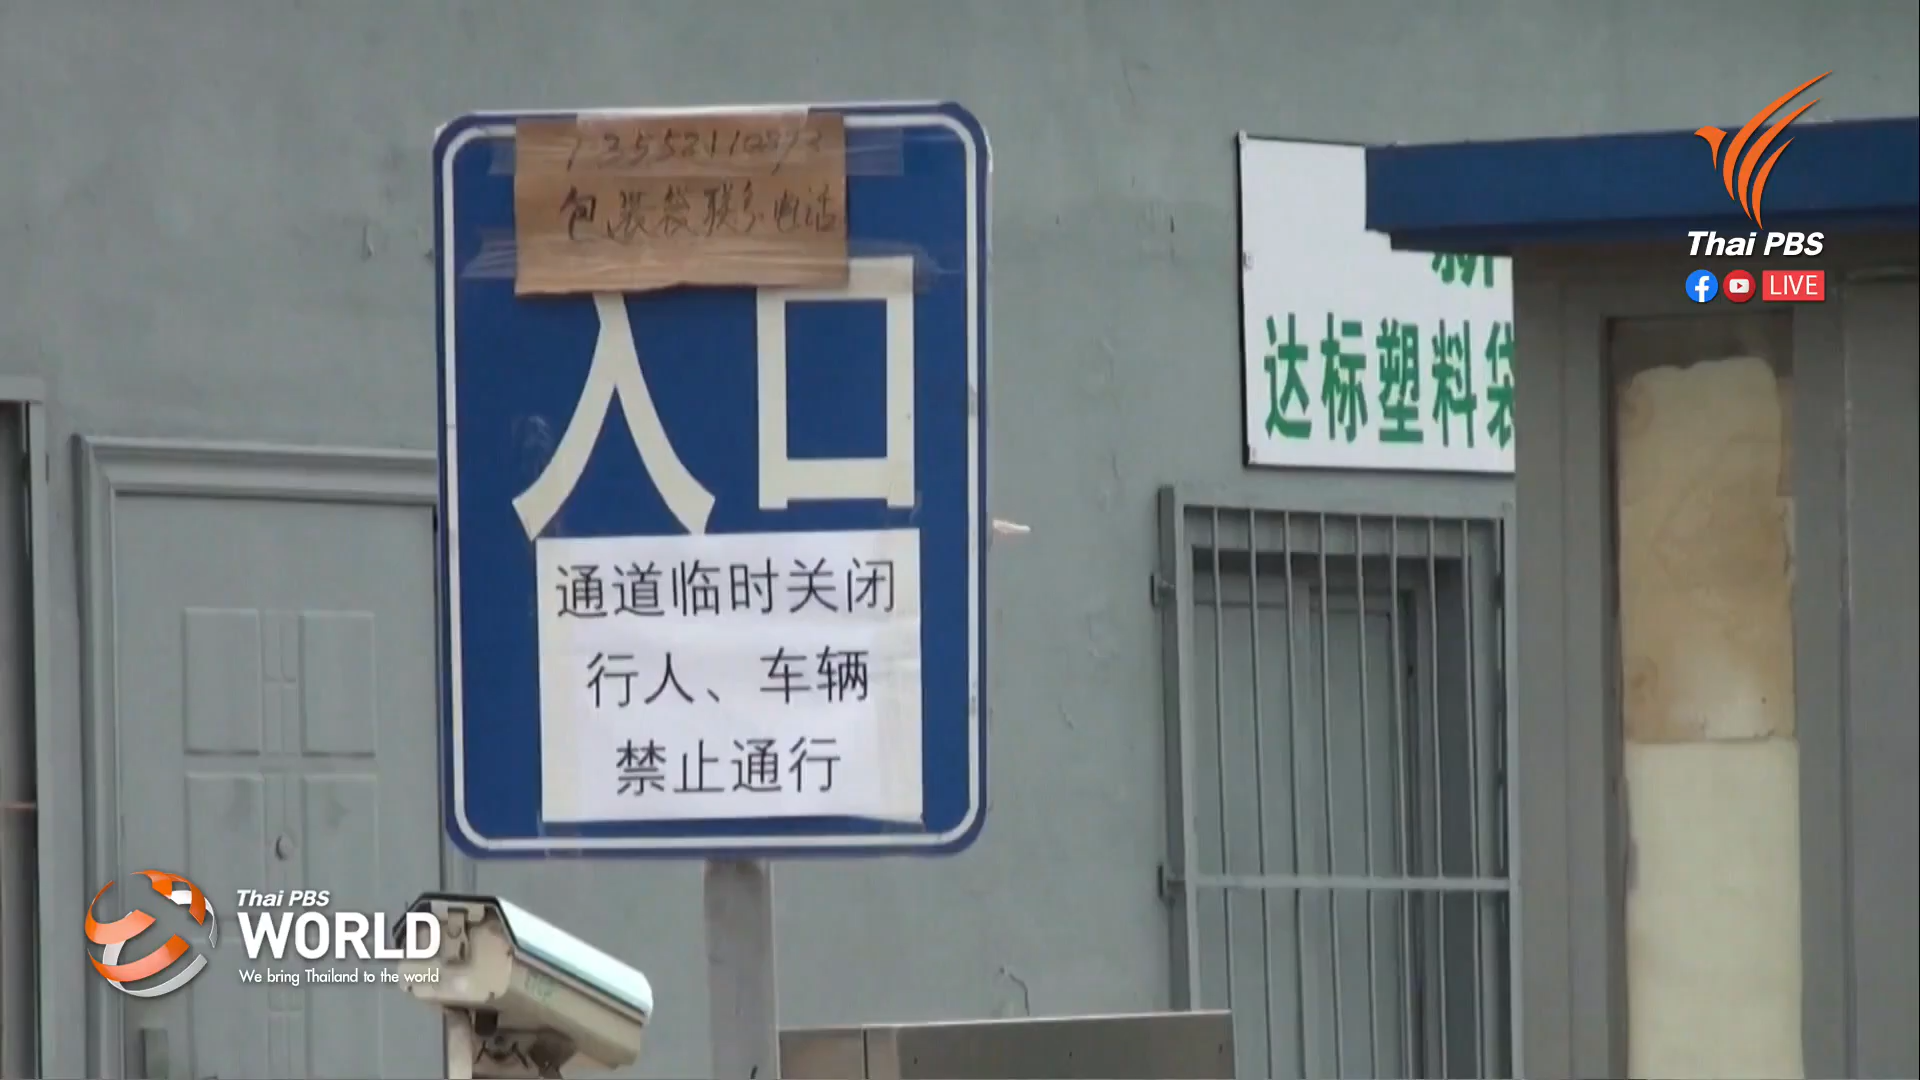 包装袋联系电话
入口
通道临时关闭
行人、车辆
禁止通行
达标塑料袋
Thai PBS
LIVE
Thai PBS
WORLD
We bring Thailand to the world